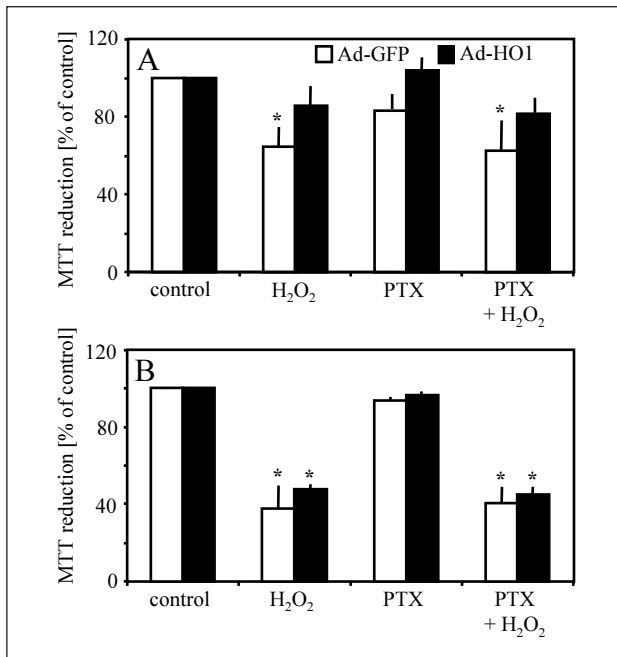 120
A
Ad-GFP Ad-HO1
MTT reduction [% of control]
*
*
80
40
0
control H₂O₂ PTX PTX
+ H₂O₂
120
B
MTT reduction [% of control]
80
* *
* *
40
0
control H₂O₂ PTX PTX
+ H₂O₂